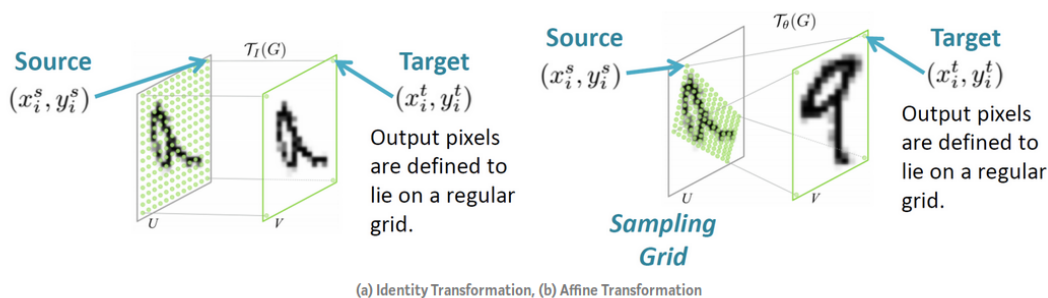 Source
(x_i^s, y_i^s)
T_I(G)
Target
(x_i^t, y_i^t)
Output pixels
are defined to
lie on a regular
grid.
U
V
Source
(x_i^s, y_i^s)
T_θ(G)
Target
(x_i^t, y_i^t)
Output pixels
are defined to
lie on a regular
grid.
U
V
Sampling
Grid
(a) Identity Transformation, (b) Affine Transformation